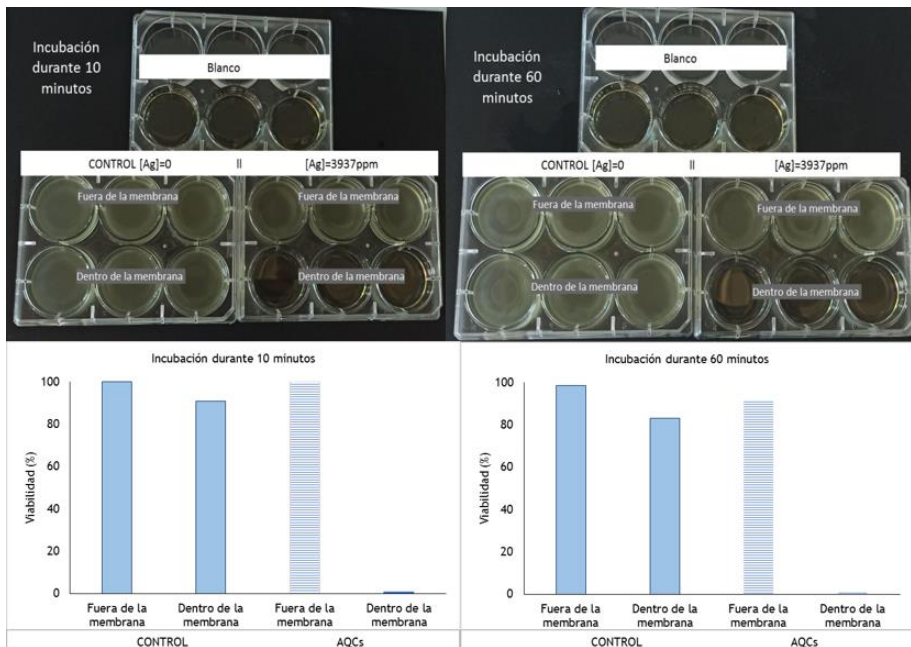 Incubación
durante 10
minutos
Blanco
CONTROL [Ag]=0 II [Ag]=3937ppm
Fuera de la membrana Fuera de la membrana
Dentro de la membrana Dentro de la membrana
Incubación
durante 60
minutos
Blanco
CONTROL [Ag]=0 II [Ag]=3937ppm
Fuera de la membrana Fuera de la membrana
Dentro de la membrana Dentro de la membrana
Incubación durante 10 minutos
Viabilidad (%)
100
80
60
40
20
0
Fuera de la membrana
Dentro de la membrana
Fuera de la membrana
Dentro de la membrana
CONTROL AQCs
Incubación durante 60 minutos
Viabilidad (%)
100
80
60
40
20
0
Fuera de la membrana
Dentro de la membrana
Fuera de la membrana
Dentro de la membrana
CONTROL AQCs